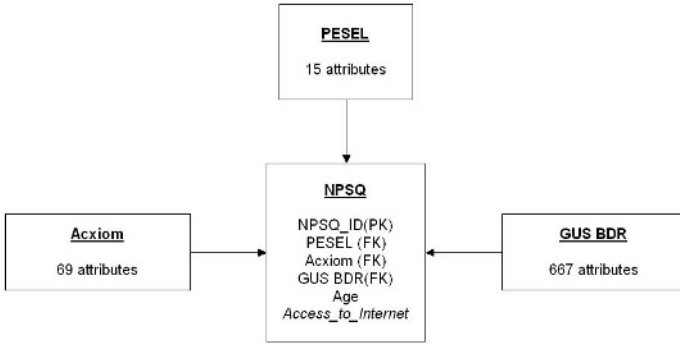 PESEL
15 attributes
Acxiom
69 attributes
NPSQ
NPSQ_ID(PK)
PESEL (FK)
Acxiom (FK)
GUS BDR(FK)
Age
Access_to_Internet
GUS BDR
667 attributes